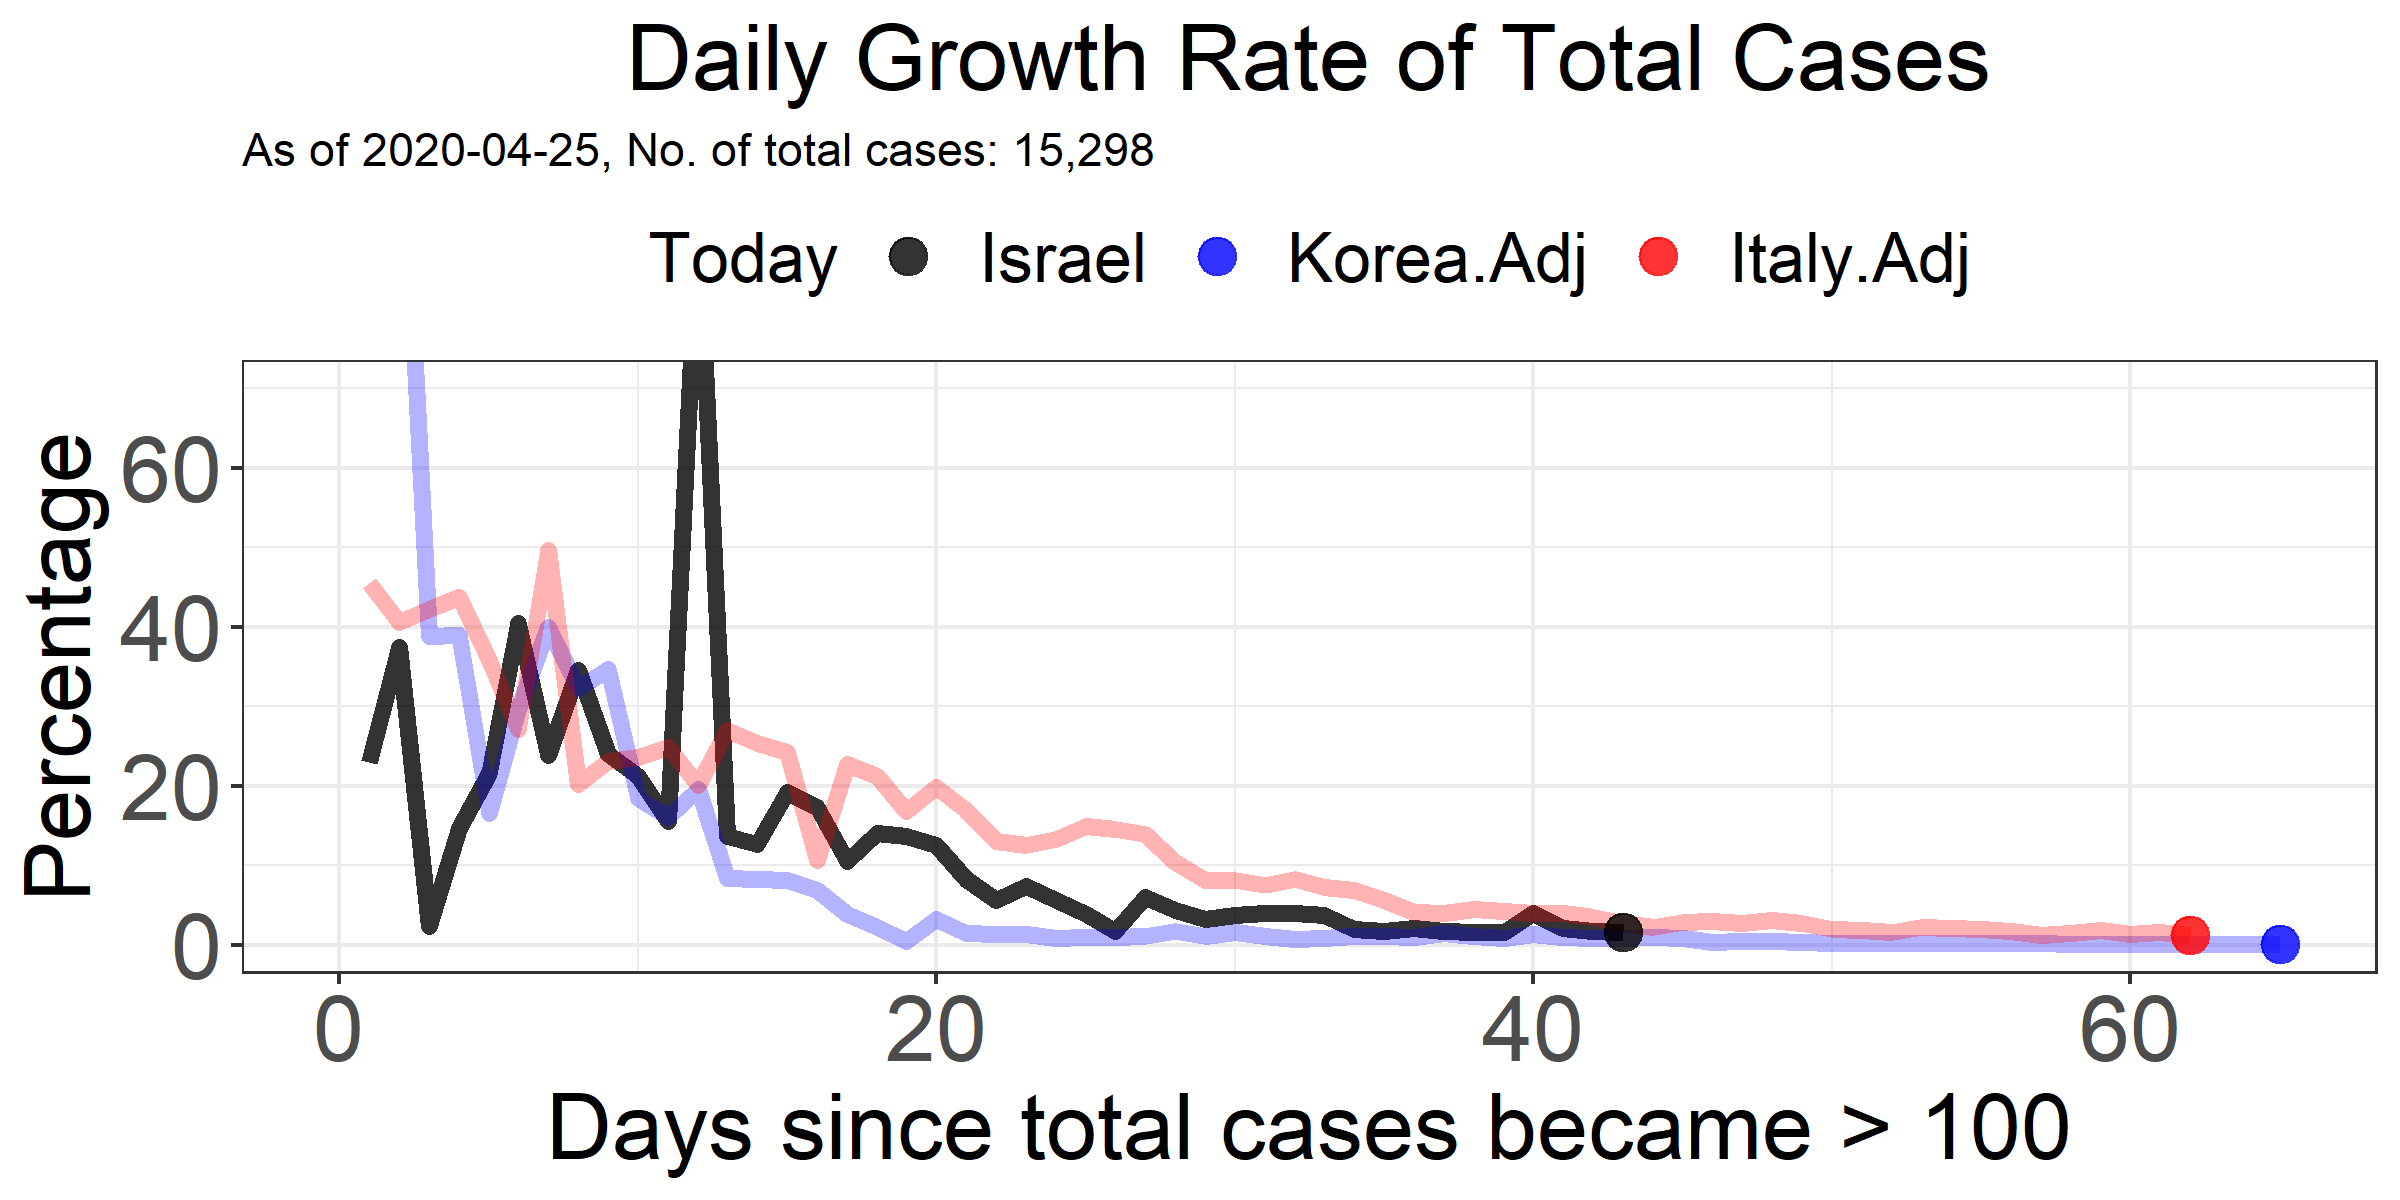 Daily Growth Rate of Total Cases
As of 2020-04-25, No. of total cases: 15,298
Today Israel Korea.Adj Italy.Adj
Percentage
60
40
20
0
0 20 40 60
Days since total cases became > 100